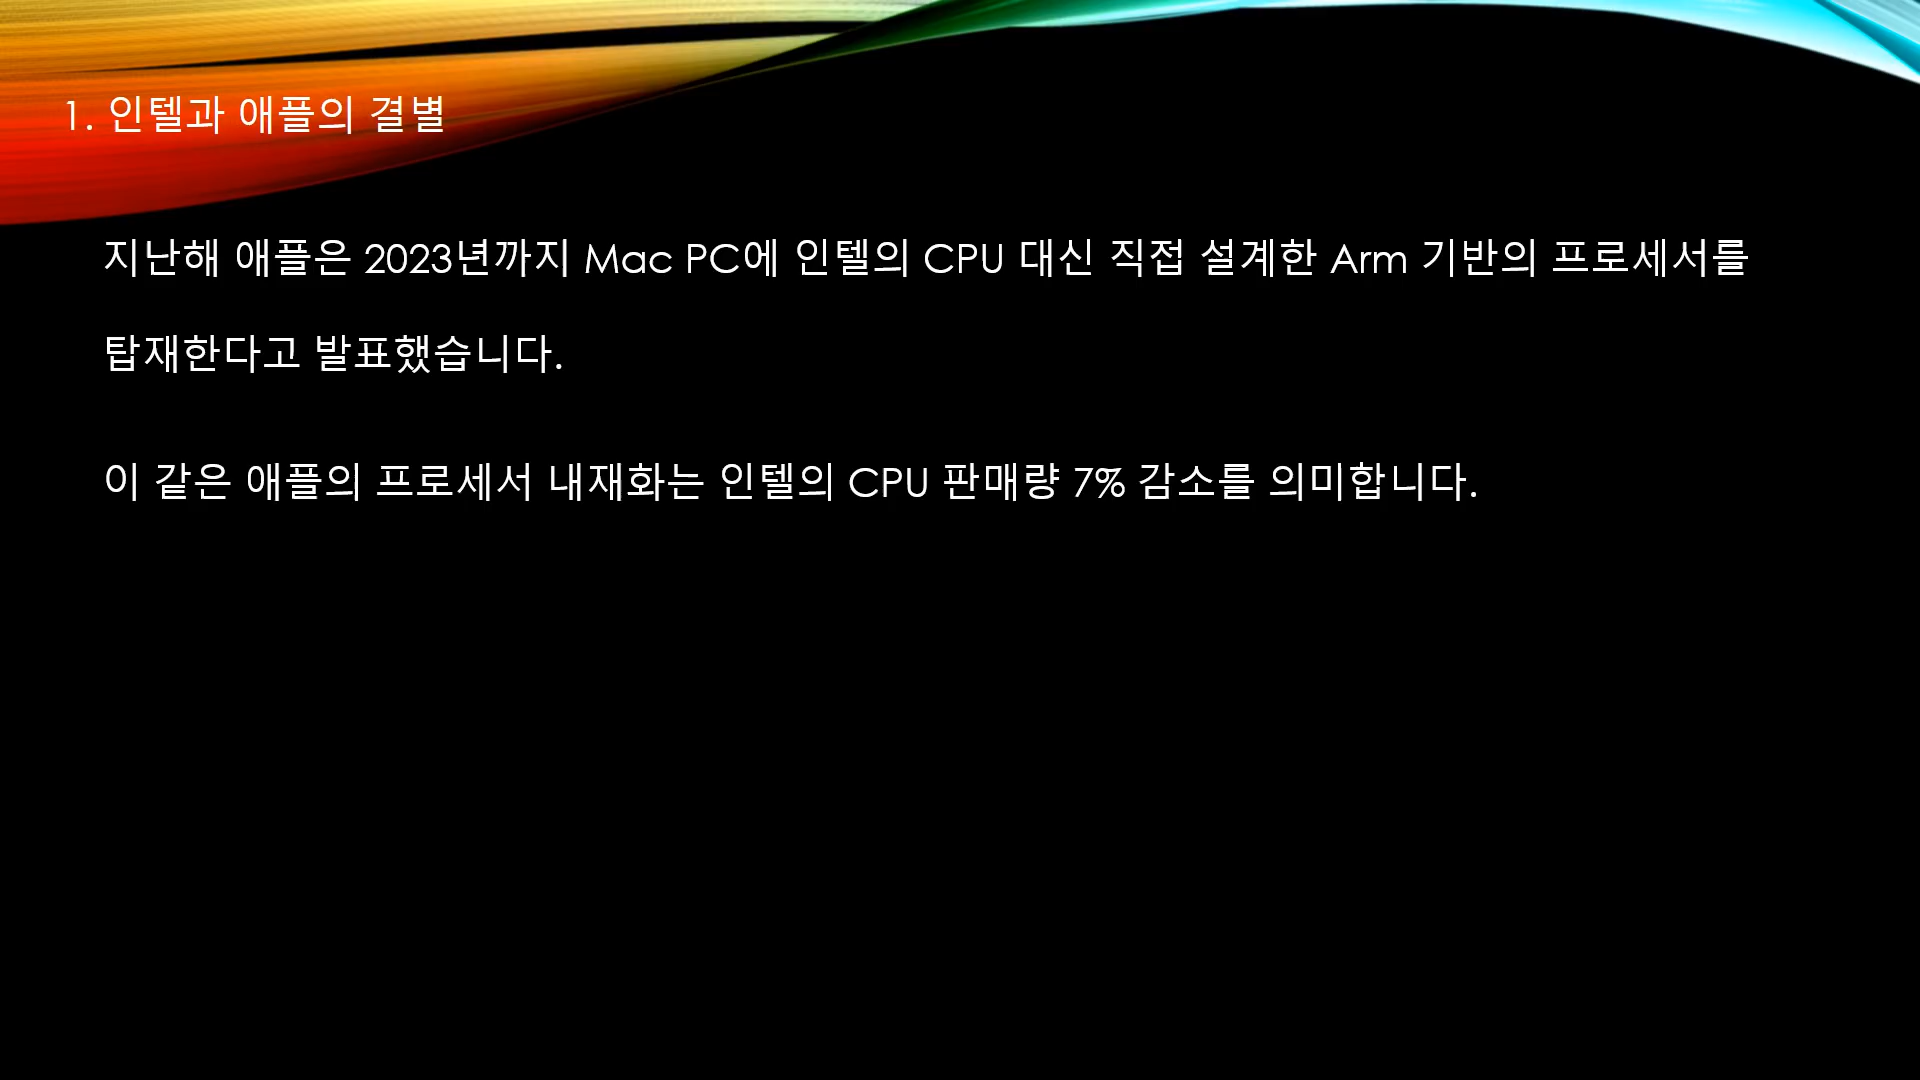 1. 인텔과 애플의 결별
지난해 애플은 2023년까지 Mac PC에 인텔의 CPU 대신 직접 설계한 Arm 기반의 프로세서를
탑재한다고 발표했습니다.
이 같은 애플의 프로세서 내재화는 인텔의 CPU 판매량 7% 감소를 의미합니다.